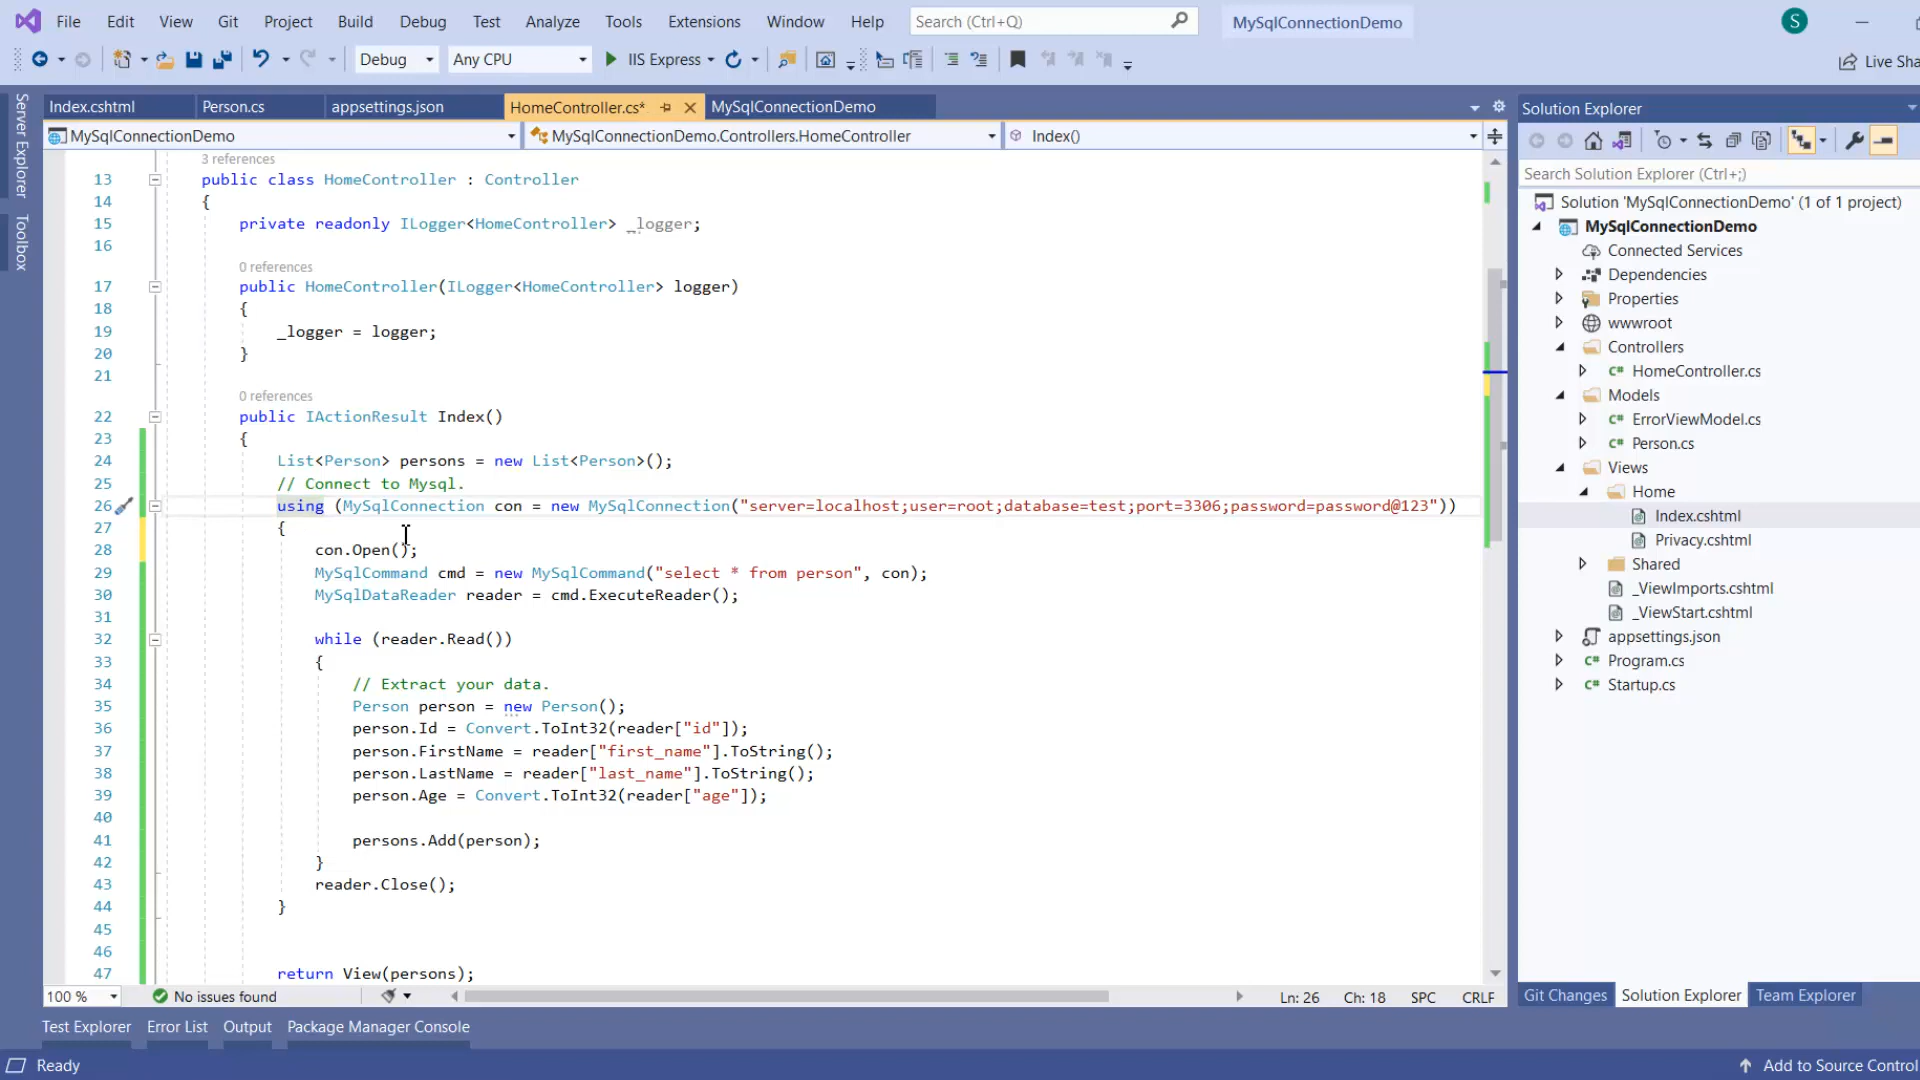 File Edit View Git Project Build Debug Test Analyze Tools Extensions Window Help Search (Ctrl+Q) MySqlConnectionDemo S
Debug Any CPU IIS Express Live Sha
Server Explorer
Toolbox
Index.cshtml Person.cs appsettings.json HomeController.cs* MySqlConnectionDemo
MySqlConnectionDemo MySqlConnectionDemo.Controllers.HomeController Index()
3 references
13 public class HomeController : Controller
14 {
15 private readonly ILogger<HomeController> _logger;
16
0 references
17 public HomeController(ILogger<HomeController> logger)
18 {
19 _logger = logger;
20 }
21
0 references
22 public IActionResult Index()
23 {
24 List<Person> persons = new List<Person>();
25 // Connect to Mysql.
26 using (MySqlConnection con = new MySqlConnection("server=localhost;user=root;database=test;port=3306;password=password@123"))
27 {
28 con.Open();
29 MySqlCommand cmd = new MySqlCommand("select * from person", con);
30 MySqlDataReader reader = cmd.ExecuteReader();
31
32 while (reader.Read())
33 {
34 // Extract your data.
35 Person person = new Person();
36 person.Id = Convert.ToInt32(reader["id"]);
37 person.FirstName = reader["first_name"].ToString();
38 person.LastName = reader["last_name"].ToString();
39 person.Age = Convert.ToInt32(reader["age"]);
40
41 persons.Add(person);
42 }
43 reader.Close();
44 }
45
46
47 return View(persons);
100 % No issues found Ln: 26 Ch: 18 SPC CRLF
Solution Explorer
Search Solution Explorer (Ctrl+;)
Solution 'MySqlConnectionDemo' (1 of 1 project)
MySqlConnectionDemo
Connected Services
Dependencies
Properties
wwwroot
Controllers
C# HomeController.cs
Models
C# ErrorViewModel.cs
C# Person.cs
Views
Home
Index.cshtml
Privacy.cshtml
Shared
_ViewImports.cshtml
_ViewStart.cshtml
appsettings.json
C# Program.cs
C# Startup.cs
Git Changes Solution Explorer Team Explorer
Test Explorer Error List Output Package Manager Console
Ready Add to Source Control